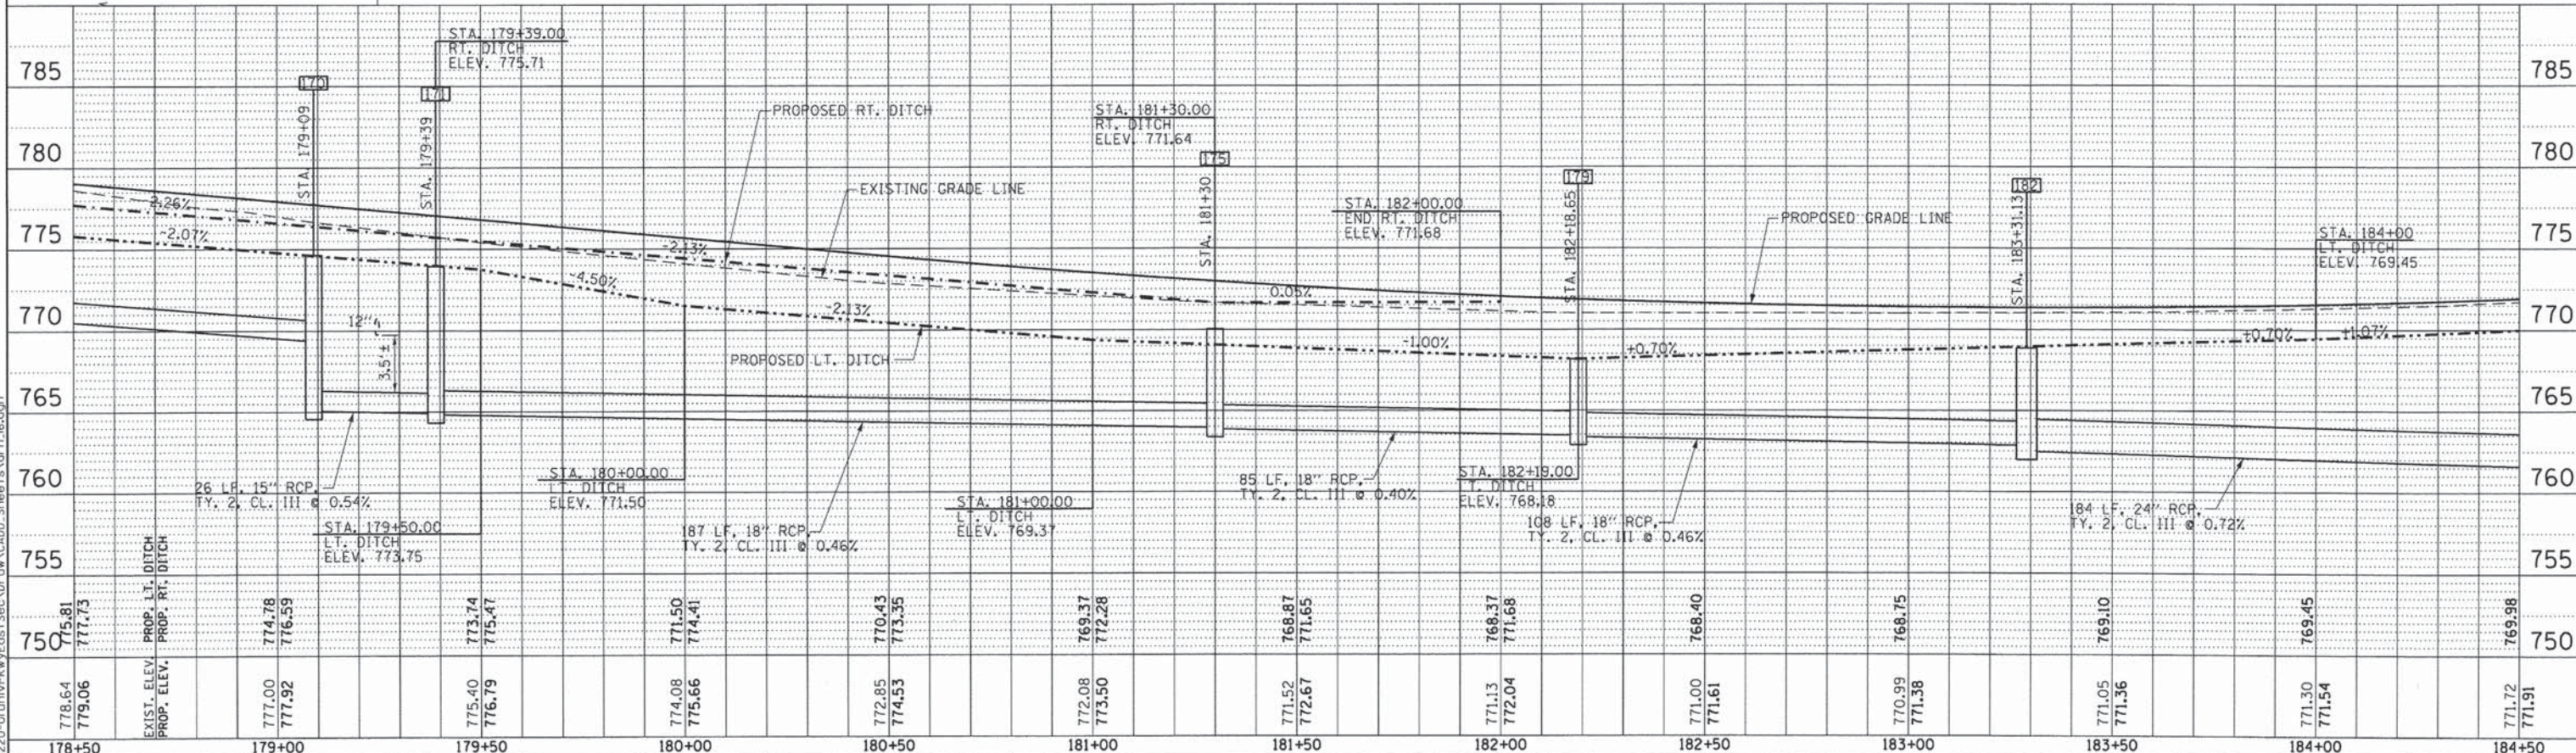 STA. 179+39.00
RT. DITCH
ELEV. 775.71
785
785
170
171
STA. 179+09
STA. 179+39
PROPOSED RT. DITCH
STA. 181+30.00
RT. DITCH
ELEV. 771.64
780
780
175
179
182
EXISTING GRADE LINE
STA. 181+30
STA. 182+00.00
END RT. DITCH
ELEV. 771.68
STA. 182+18.65
PROPOSED GRADE LINE
STA. 183+31.13
STA. 184+00
LT. DITCH
ELEV. 769.45
2.26%
775
775
-2.07%
-2.13%
-4.50%
0.05%
770
770
12"
3.5'±
-2.13%
PROPOSED LT. DITCH
-1.00%
+0.70%
+0.70%
+1.07%
765
765
26 LF, 15" RCP,
TY. 2, CL. III @ 0.54%
STA. 180+00.00
LT. DITCH
ELEV. 771.50
85 LF, 18" RCP,
TY. 2, CL. III @ 0.40%
STA. 182+19.00
LT. DITCH
ELEV. 768.18
760
760
STA. 179+50.00
LT. DITCH
ELEV. 773.75
187 LF, 18" RCP,
TY. 2, CL. III @ 0.46%
STA. 181+00.00
LT. DITCH
ELEV. 769.37
108 LF, 18" RCP,
TY. 2, CL. III @ 0.46%
184 LF, 24" RCP,
TY. 2, CL. III @ 0.72%
755
755
750
750
775.81
777.73
PROP. LT. DITCH
PROP. RT. DITCH
774.78
776.59
773.74
775.47
771.50
774.41
770.43
773.35
769.37
772.28
768.87
771.65
768.37
771.68
768.40
768.75
769.10
769.45
769.98
778.64
779.06
EXIST. ELEV.
PROP. ELEV.
777.00
777.92
775.40
776.79
774.08
775.66
772.85
774.53
772.08
773.50
771.52
772.67
771.13
772.04
771.00
771.61
770.99
771.38
771.05
771.36
771.30
771.54
771.72
771.91
178+50
179+00
179+50
180+00
180+50
181+00
181+50
182+00
182+50
183+00
183+50
184+00
184+50